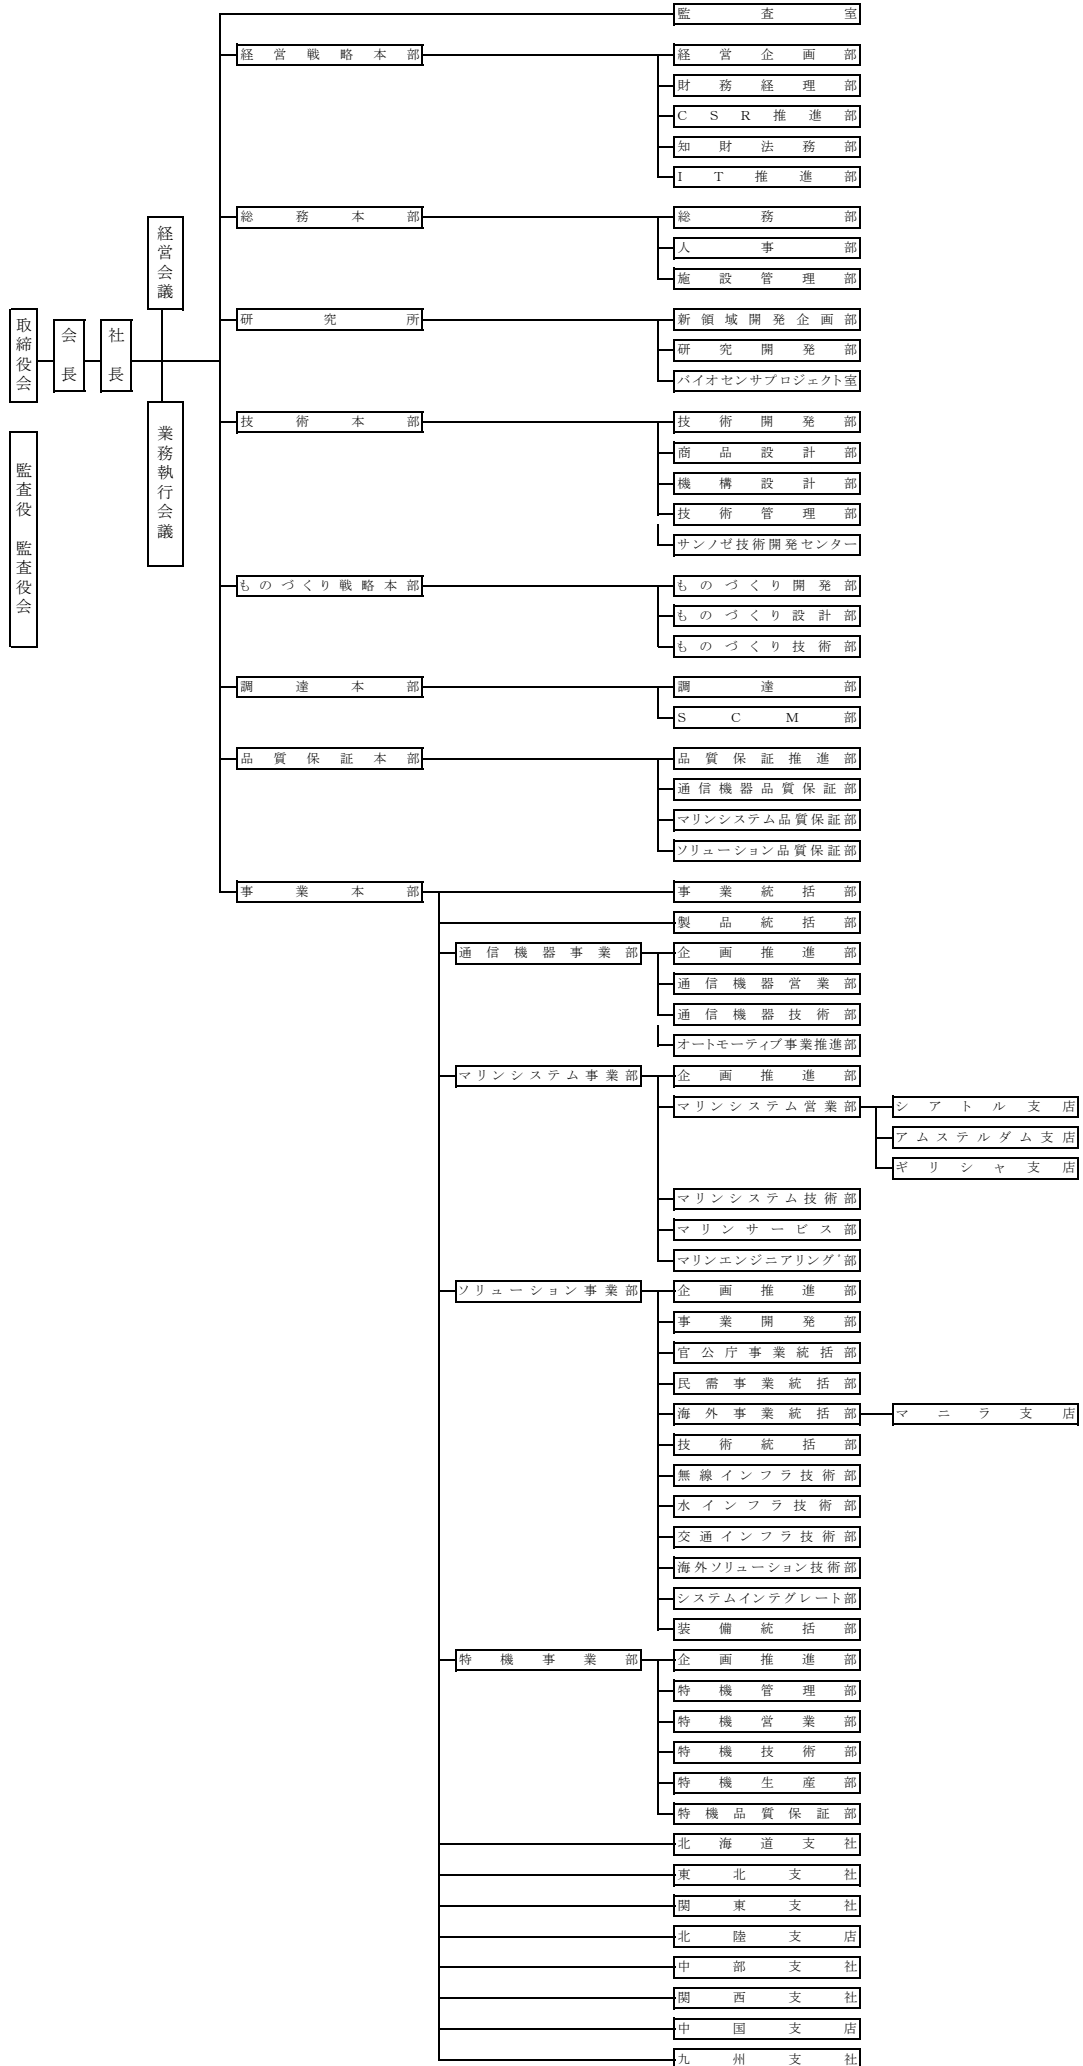 取締役会
監査役 監査役会
会長
社長
経営会議
業務執行会議
監査室
経営戦略本部
経営企画部
財務経理部
CSR推進部
知財法務部
IT推進部
総務本部
総務部
人事部
施設管理部
研究所
新領域開発企画部
研究開発部
バイオセンサプロジェクト室
技術本部
技術開発部
商品設計部
機構設計部
技術管理部
サンノゼ技術開発センター
ものづくり戦略本部
ものづくり開発部
ものづくり設計部
ものづくり技術部
調達本部
調達部
SCM部
品質保証本部
品質保証推進部
通信機器品質保証部
マリンシステム品質保証部
ソリューション品質保証部
事業本部
事業統括部
製品統括部
通信機器事業部
企画推進部
通信機器営業部
通信機器技術部
オートモーティブ事業推進部
マリンシステム事業部
企画推進部
マリンシステム営業部
シアトル支店
アムステルダム支店
ギリシャ支店
マリンシステム技術部
マリンサービス部
マリンエンジニアリング部
ソリューション事業部
企画推進部
事業開発部
官公庁事業統括部
民需事業統括部
海外事業統括部
マニラ支店
技術統括部
無線インフラ技術部
水インフラ技術部
交通インフラ技術部
海外ソリューション技術部
システムインテグレート部
装備統括部
特機事業部
企画推進部
特機管理部
特機営業部
特機技術部
特機生産部
特機品質保証部
北海道支社
東北支社
関東支社
北陸支店
中部支社
関西支社
中国支店
九州支社